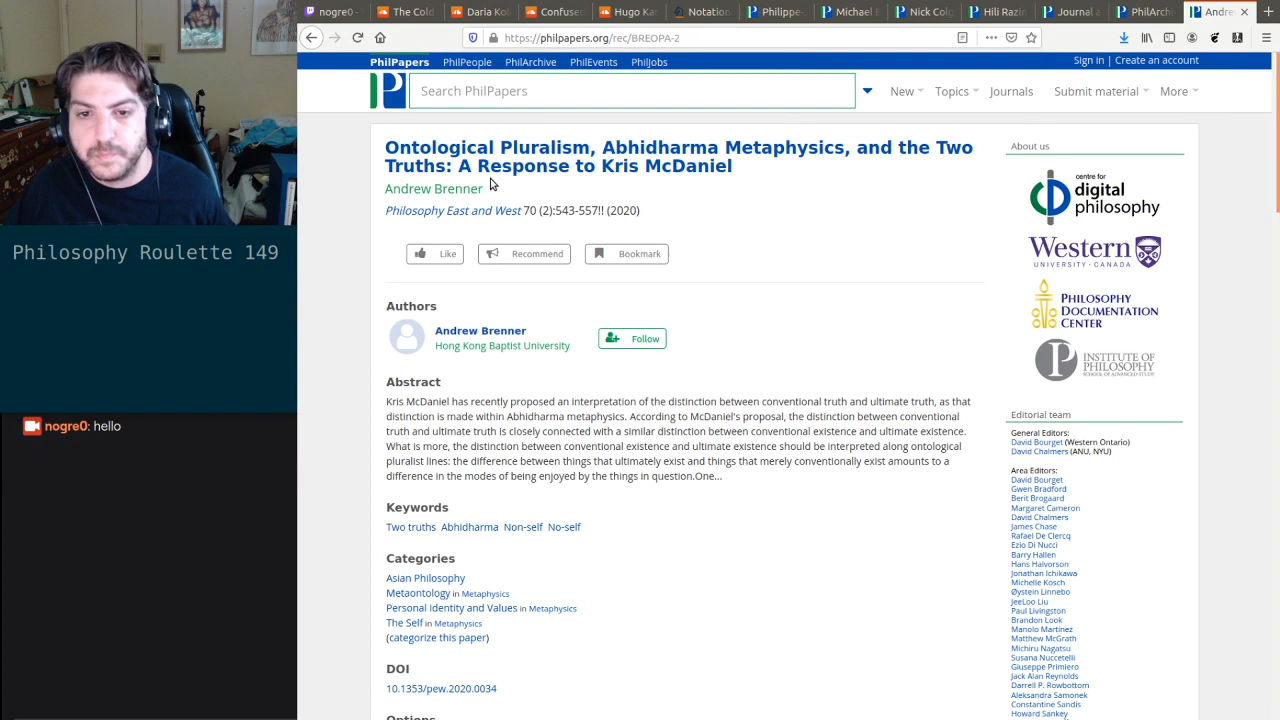 nogre0-
The Cold
Daria Kol
Confused
Hugo Kan
Notation
Philippe-
Michael B
Nick Colo
Hili Razin
Journal a
PhilArchiv
Andrew
https://philpapers.org/rec/BREOPA-2
PhilPapers PhilPeople PhilArchive PhilEvents PhilJobs
Sign in | Create an account
Search PhilPapers
New Topics Journals Submit material More
Ontological Pluralism, Abhidharma Metaphysics, and the Two
Truths: A Response to Kris McDaniel
Andrew Brenner
Philosophy East and West 70 (2):543-557!! (2020)
Like Recommend Bookmark
Authors
Andrew Brenner
Hong Kong Baptist University
Follow
Abstract
Kris McDaniel has recently proposed an interpretation of the distinction between conventional truth and ultimate truth, as that
distinction is made within Abhidharma metaphysics. According to McDaniel's proposal, the distinction between conventional
truth and ultimate truth is closely connected with a similar distinction between conventional existence and ultimate existence.
What is more, the distinction between conventional existence and ultimate existence should be interpreted along ontological
pluralist lines: the difference between things that ultimately exist and things that merely conventionally exist amounts to a
difference in the modes of being enjoyed by the things in question.One...
Keywords
Two truths Abhidharma Non-self No-self
Categories
Asian Philosophy
Metaontology in Metaphysics
Personal Identity and Values in Metaphysics
The Self in Metaphysics
(categorize this paper)
DOI
10.1353/pew.2020.0034
Options
About us
centre for
digital
philosophy
Western
UNIVERSITY · CANADA
PHILOSOPHY
DOCUMENTATION
CENTER
INSTITUTE OF
PHILOSOPHY
SCHOOL OF ADVANCED STUDY
Editorial team
General Editors:
David Bourget (Western Ontario)
David Chalmers (ANU, NYU)
Area Editors:
David Bourget
Gwen Bradford
Berit Brogaard
Margaret Cameron
David Chalmers
James Chase
Rafael De Clercq
Ezio Di Nucci
Barry Hallen
Hans Halvorson
Jonathan Ichikawa
Michelle Kosch
Øystein Linnebo
JeeLoo Liu
Paul Livingston
Brandon Look
Manolo Martínez
Matthew McGrath
Michiru Nagatsu
Susana Nuccetelli
Giuseppe Primiero
Jack Alan Reynolds
Darrell P. Rowbottom
Aleksandra Samonek
Constantine Sandis
Howard Sankey
Philosophy Roulette 149
nogre0: hello